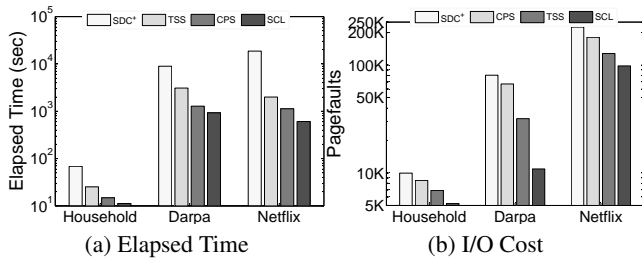 SDC+ TSS CPS SCL
Elapsed Time (sec)
10^5
10^4
10^3
10^2
10^1
Household Darpa Netflix
(a) Elapsed Time
SDC+ CPS TSS SCL
Pagefaults
250K
100K
50K
10K
5K
Household Darpa Netflix
(b) I/O Cost